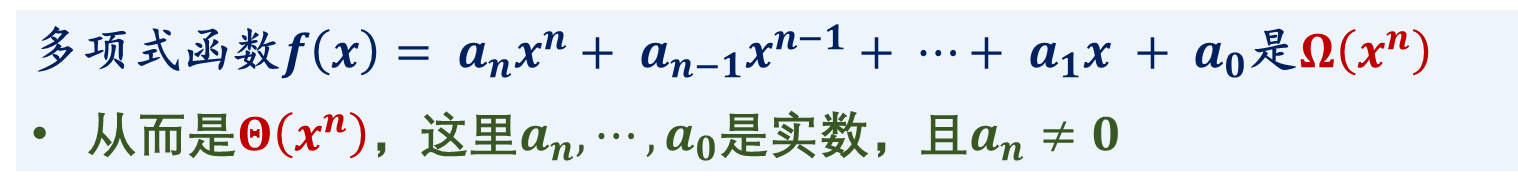 多项式函数f(x) = aₙxⁿ + aₙ₋₁xⁿ⁻¹ + ⋯ + a₁x + a₀是Ω(xⁿ)
• 从而是Θ(xⁿ)，这里aₙ, ⋯ , a₀是实数，且aₙ ≠ 0